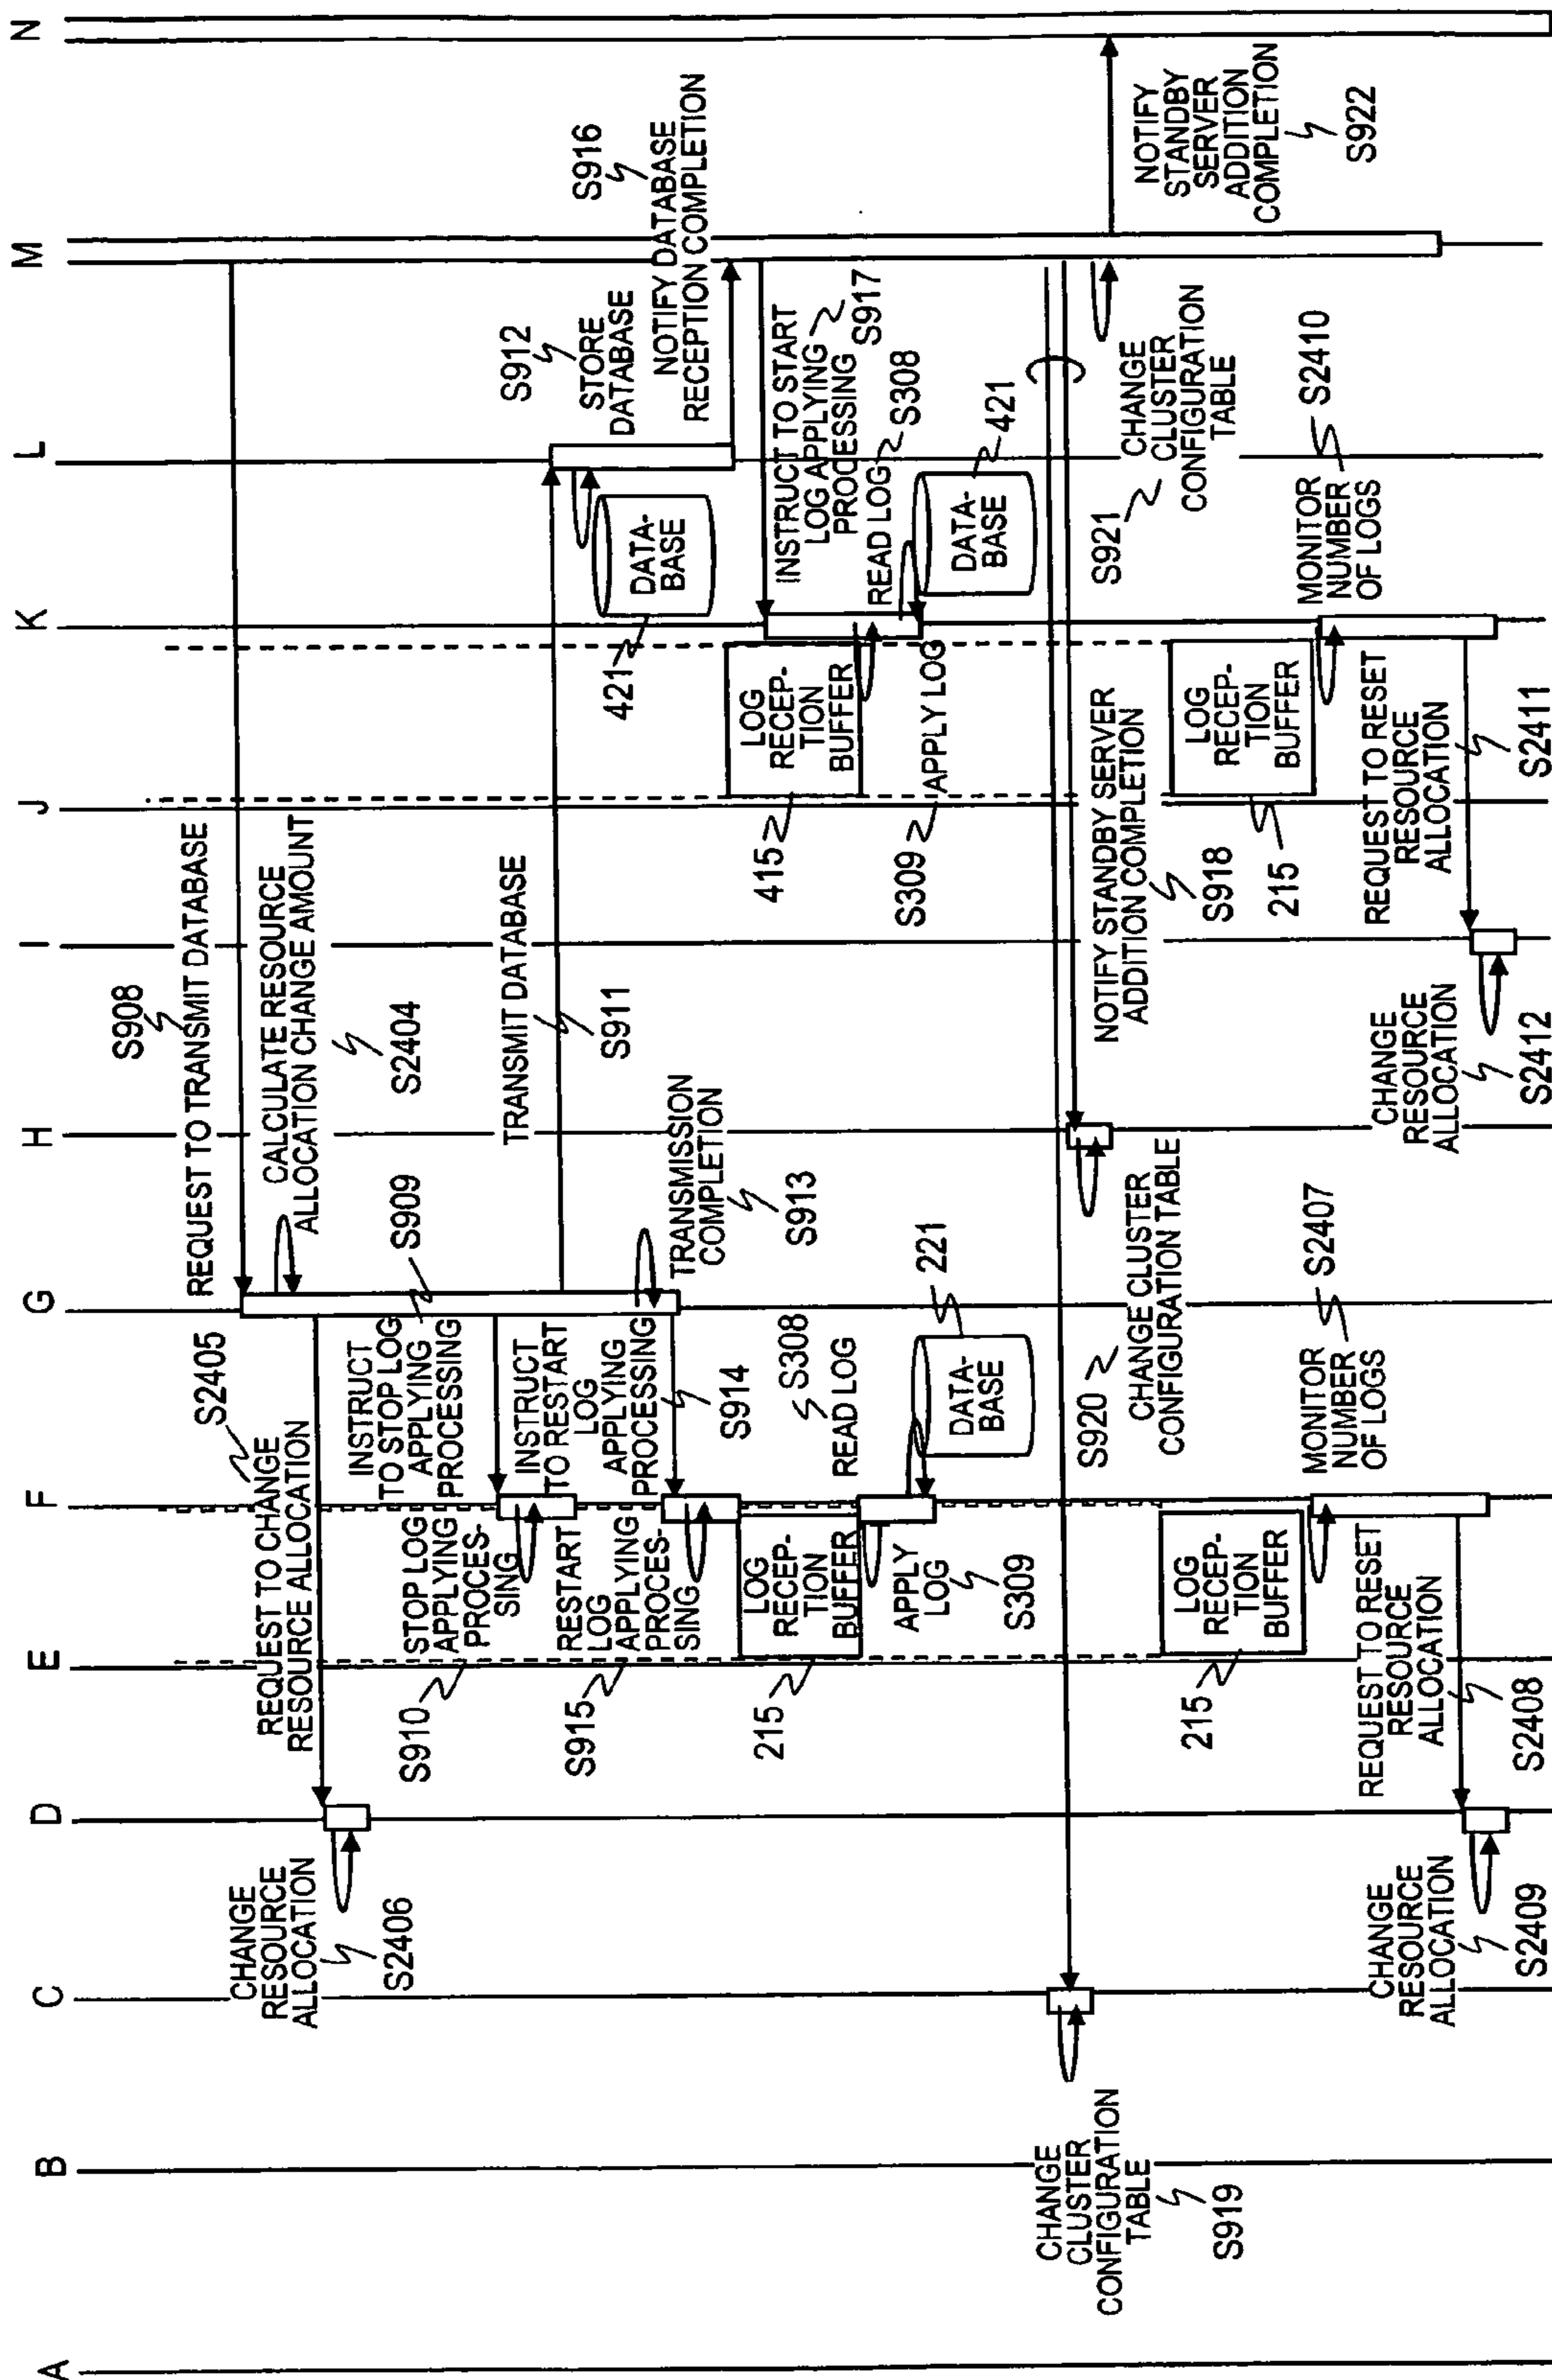 A
B
C
D
E
F
G
H
I
J
K
L
M
N
S908
REQUEST TO TRANSMIT DATABASE
CALCULATE RESOURCE
ALLOCATION CHANGE AMOUNT
S2404
S2405
REQUEST TO CHANGE
RESOURCE ALLOCATION
CHANGE
RESOURCE
ALLOCATION
S2406
S909
INSTRUCT
TO STOP LOG
APPLYING
PROCESSING
STOP LOG
APPLYING
PROCES-
SING
S910
TRANSMIT DATABASE
S911
S912
STORE
DATABASE
DATA-
BASE
421
TRANSMISSION
COMPLETION
S913
INSTRUCT
TO RESTART
LOG
APPLYING
PROCESSING
S914
RESTART
LOG
APPLYING
PROCES-
SING
S915
S916
NOTIFY DATABASE
RECEPTION COMPLETION
INSTRUCT TO START
LOG APPLYING
PROCESSING
S917
LOG
RECEP-
TION
BUFFER
215
S308
READ LOG
APPLY
LOG
S309
DATA-
BASE
221
LOG
RECEP-
TION
BUFFER
415
READ LOG
S308
S309
APPLY LOG
DATA-
BASE
421
NOTIFY STANDBY SERVER
ADDITION COMPLETION
S918
CHANGE
CLUSTER
CONFIGURATION
TABLE
S919
S920
CHANGE CLUSTER
CONFIGURATION TABLE
S921
CHANGE
CLUSTER
CONFIGURATION
TABLE
NOTIFY
STANDBY
SERVER
ADDITION
COMPLETION
S922
LOG
RECEP-
TION
BUFFER
215
MONITOR
NUMBER
OF LOGS
S2407
REQUEST TO RESET
RESOURCE
ALLOCATION
S2408
CHANGE
RESOURCE
ALLOCATION
S2409
LOG
RECEP-
TION
BUFFER
215
MONITOR
NUMBER
OF LOGS
S2410
REQUEST TO RESET
RESOURCE
ALLOCATION
S2411
CHANGE
RESOURCE
ALLOCATION
S2412